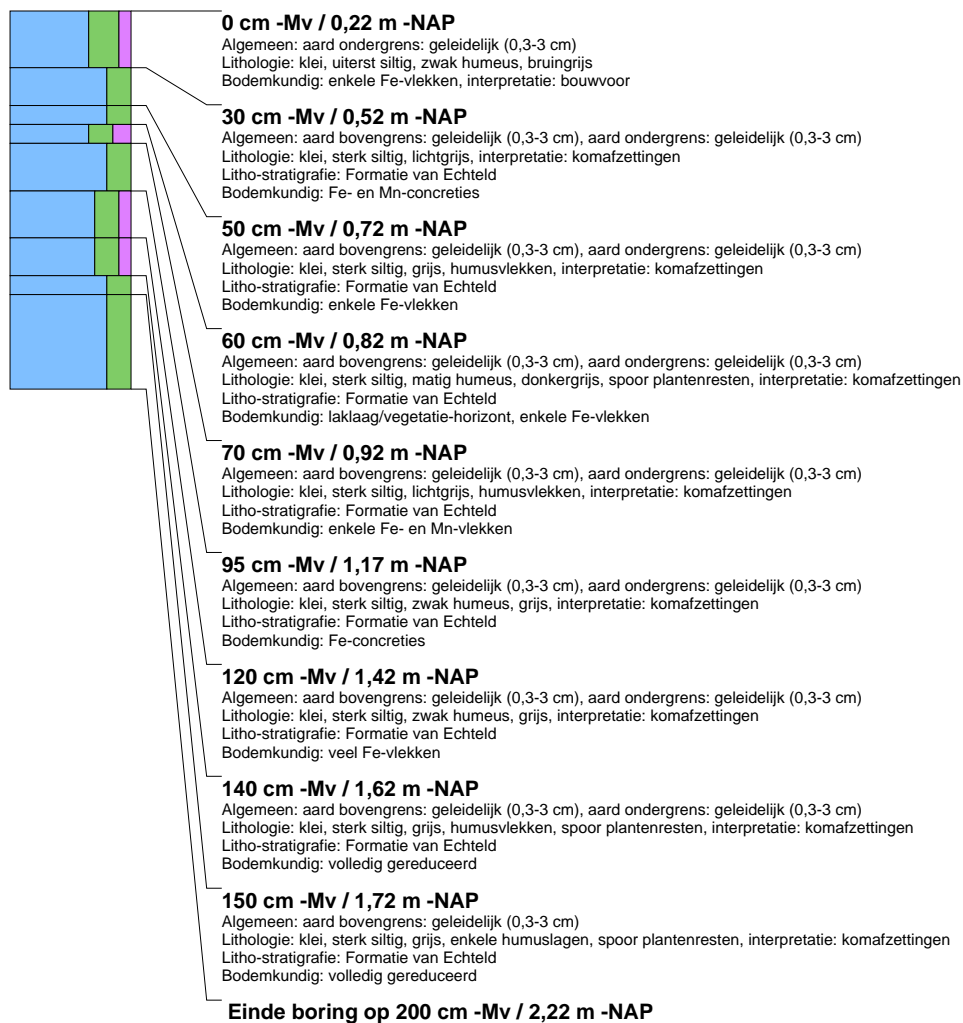 0 cm -Mv / 0,22 m -NAP
Algemeen: aard ondergrens: geleidelijk (0,3-3 cm)
Lithologie: klei, uiterst siltig, zwak humeus, bruingrijs
Bodemkundig: enkele Fe-vlekken, interpretatie: bouwvoor
30 cm -Mv / 0,52 m -NAP
Algemeen: aard bovengrens: geleidelijk (0,3-3 cm), aard ondergrens: geleidelijk (0,3-3 cm)
Lithologie: klei, sterk siltig, lichtgrijs, interpretatie: komafzettingen
Litho-stratigrafie: Formatie van Echteld
Bodemkundig: Fe- en Mn-concreties
50 cm -Mv / 0,72 m -NAP
Algemeen: aard bovengrens: geleidelijk (0,3-3 cm), aard ondergrens: geleidelijk (0,3-3 cm)
Lithologie: klei, sterk siltig, grijs, humusvlekken, interpretatie: komafzettingen
Litho-stratigrafie: Formatie van Echteld
Bodemkundig: enkele Fe-vlekken
60 cm -Mv / 0,82 m -NAP
Algemeen: aard bovengrens: geleidelijk (0,3-3 cm), aard ondergrens: geleidelijk (0,3-3 cm)
Lithologie: klei, sterk siltig, matig humeus, donkergrijs, spoor plantenresten, interpretatie: komafzettingen
Litho-stratigrafie: Formatie van Echteld
Bodemkundig: laklaag/vegetatie-horizont, enkele Fe-vlekken
70 cm -Mv / 0,92 m -NAP
Algemeen: aard bovengrens: geleidelijk (0,3-3 cm), aard ondergrens: geleidelijk (0,3-3 cm)
Lithologie: klei, sterk siltig, lichtgrijs, humusvlekken, interpretatie: komafzettingen
Litho-stratigrafie: Formatie van Echteld
Bodemkundig: enkele Fe- en Mn-vlekken
95 cm -Mv / 1,17 m -NAP
Algemeen: aard bovengrens: geleidelijk (0,3-3 cm), aard ondergrens: geleidelijk (0,3-3 cm)
Lithologie: klei, sterk siltig, zwak humeus, grijs, interpretatie: komafzettingen
Litho-stratigrafie: Formatie van Echteld
Bodemkundig: Fe-concreties
120 cm -Mv / 1,42 m -NAP
Algemeen: aard bovengrens: geleidelijk (0,3-3 cm), aard ondergrens: geleidelijk (0,3-3 cm)
Lithologie: klei, sterk siltig, zwak humeus, grijs, interpretatie: komafzettingen
Litho-stratigrafie: Formatie van Echteld
Bodemkundig: veel Fe-vlekken
140 cm -Mv / 1,62 m -NAP
Algemeen: aard bovengrens: geleidelijk (0,3-3 cm), aard ondergrens: geleidelijk (0,3-3 cm)
Lithologie: klei, sterk siltig, grijs, humusvlekken, spoor plantenresten, interpretatie: komafzettingen
Litho-stratigrafie: Formatie van Echteld
Bodemkundig: volledig gereduceerd
150 cm -Mv / 1,72 m -NAP
Algemeen: aard bovengrens: geleidelijk (0,3-3 cm)
Lithologie: klei, sterk siltig, grijs, enkele humuslagen, spoor plantenresten, interpretatie: komafzettingen
Litho-stratigrafie: Formatie van Echteld
Bodemkundig: volledig gereduceerd
Einde boring op 200 cm -Mv / 2,22 m -NAP